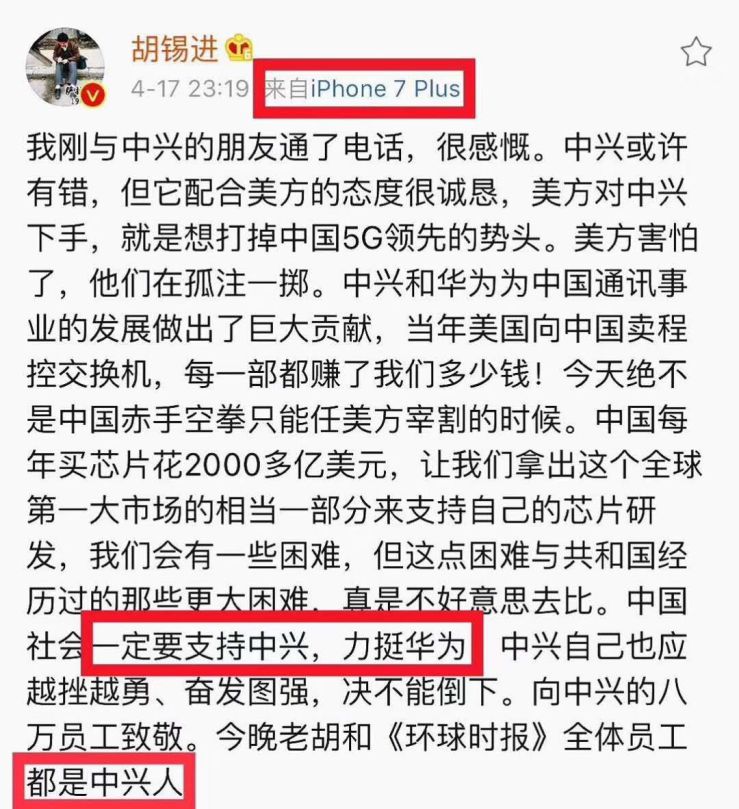 胡锡进
4-17 23:19 来自iPhone 7 Plus
我刚与中兴的朋友通了电话，很感慨。中兴或许
有错，但它配合美方的态度很诚恳，美方对中兴
下手，就是想打掉中国5G领先的势头。美方害怕
了，他们在孤注一掷。中兴和华为为中国通讯事
业的发展做出了巨大贡献，当年美国向中国卖程
控交换机，每一部都赚了我们多少钱！今天绝不
是中国赤手空拳只能任美方宰割的时候。中国每
年买芯片花2000多亿美元，让我们拿出这个全球
第一大市场的相当一部分来支持自己的芯片研
发，我们会有一些困难，但这点困难与共和国经
历过的那些更大困难，真是不好意思去比。中国
社会一定要支持中兴，力挺华为，中兴自己也应
越挫越勇、奋发图强，决不能倒下。向中兴的八
万员工致敬。今晚老胡和《环球时报》全体员工
都是中兴人